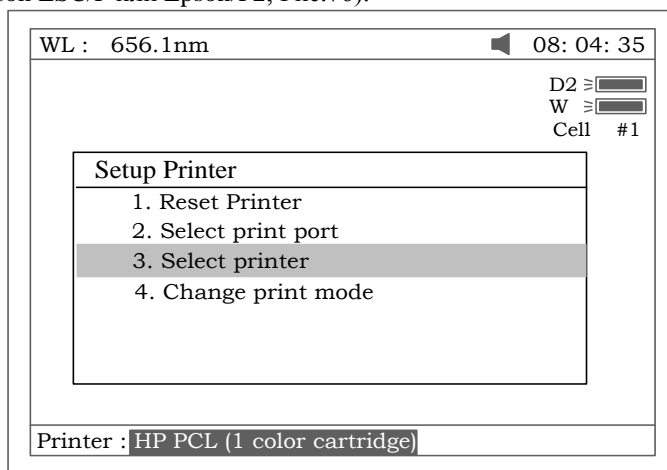 WL : 656.1nm 08: 04: 35
D2
W
Cell #1
Setup Printer
1. Reset Printer
2. Select print port
3. Select printer
4. Change print mode
Printer : HP PCL (1 color cartridge)